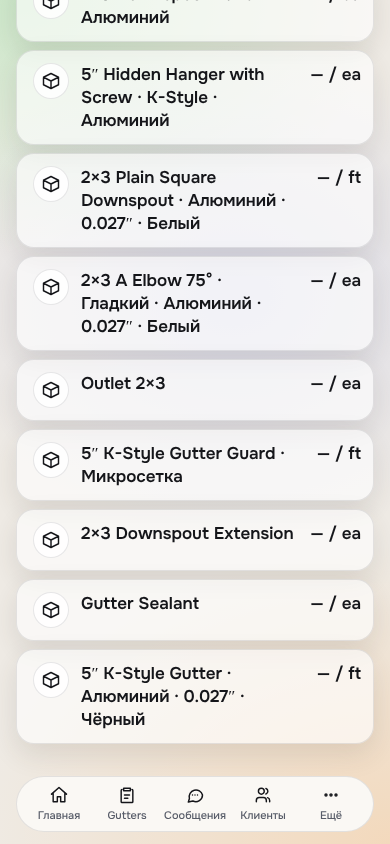 Алюминий
5″ Hidden Hanger with
Screw · K-Style ·
Алюминий
— / ea
2×3 Plain Square
Downspout · Алюминий ·
0.027″ · Белый
— / ft
2×3 A Elbow 75° ·
Гладкий · Алюминий ·
0.027″ · Белый
— / ea
Outlet 2×3
— / ea
5″ K-Style Gutter Guard ·
Микросетка
— / ft
2×3 Downspout Extension
— / ea
Gutter Sealant
— / ea
5″ K-Style Gutter ·
Алюминий · 0.027″ ·
Чёрный
— / ft
Главная
Gutters
Сообщения
Клиенты
Ещё